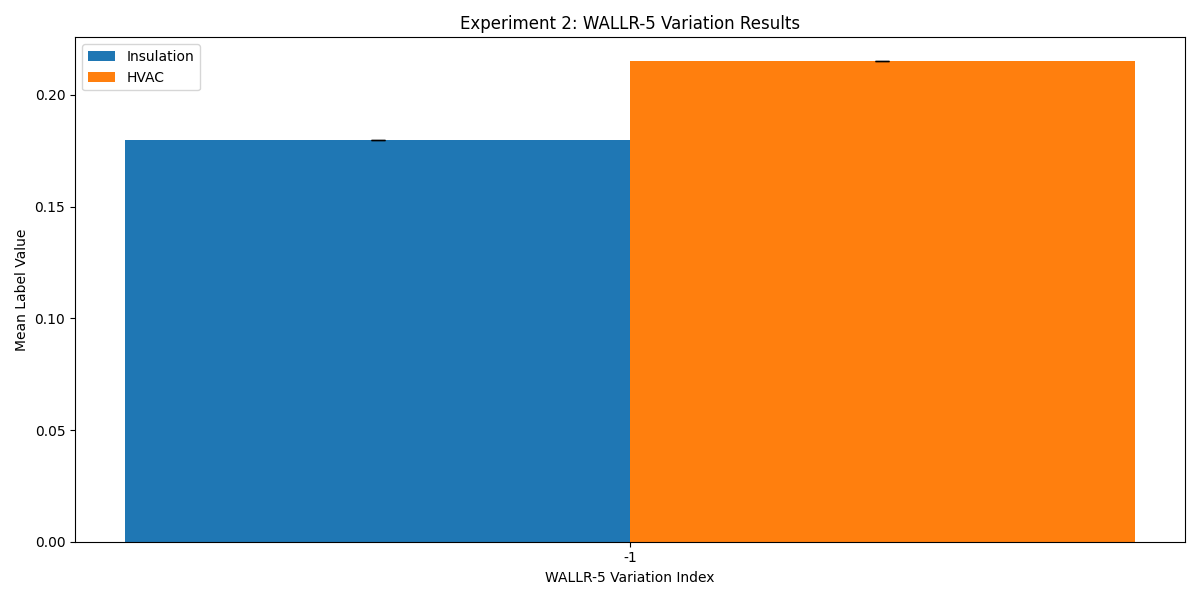 Experiment 2: WALLR-5 Variation Results
Insulation
HVAC
Mean Label Value
0.20
0.15
0.10
0.05
0.00
-1
WALLR-5 Variation Index